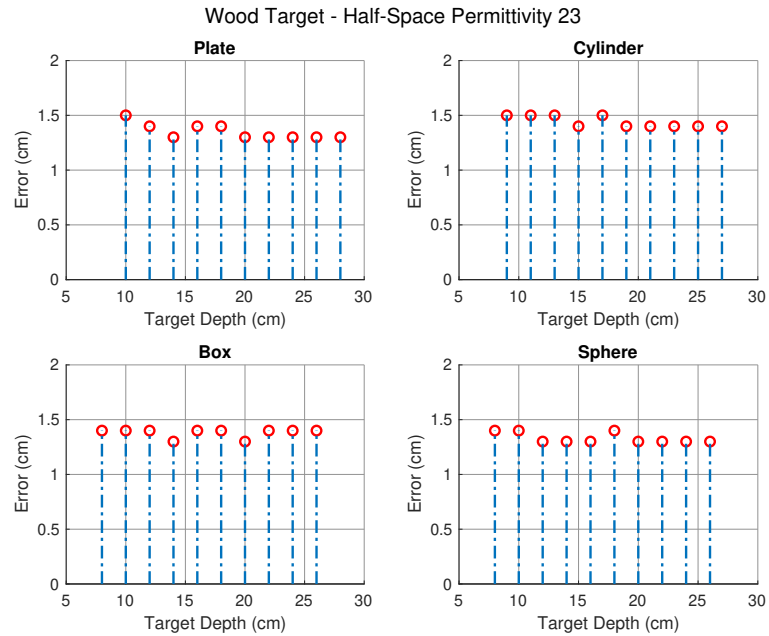 Wood Target - Half-Space Permittivity 23
Plate
2
1.5
1
0.5
0
Error (cm)
5 10 15 20 25 30
Target Depth (cm)
Cylinder
2
1.5
1
0.5
0
Error (cm)
5 10 15 20 25 30
Target Depth (cm)
Box
2
1.5
1
0.5
0
Error (cm)
5 10 15 20 25 30
Target Depth (cm)
Sphere
2
1.5
1
0.5
0
Error (cm)
5 10 15 20 25 30
Target Depth (cm)